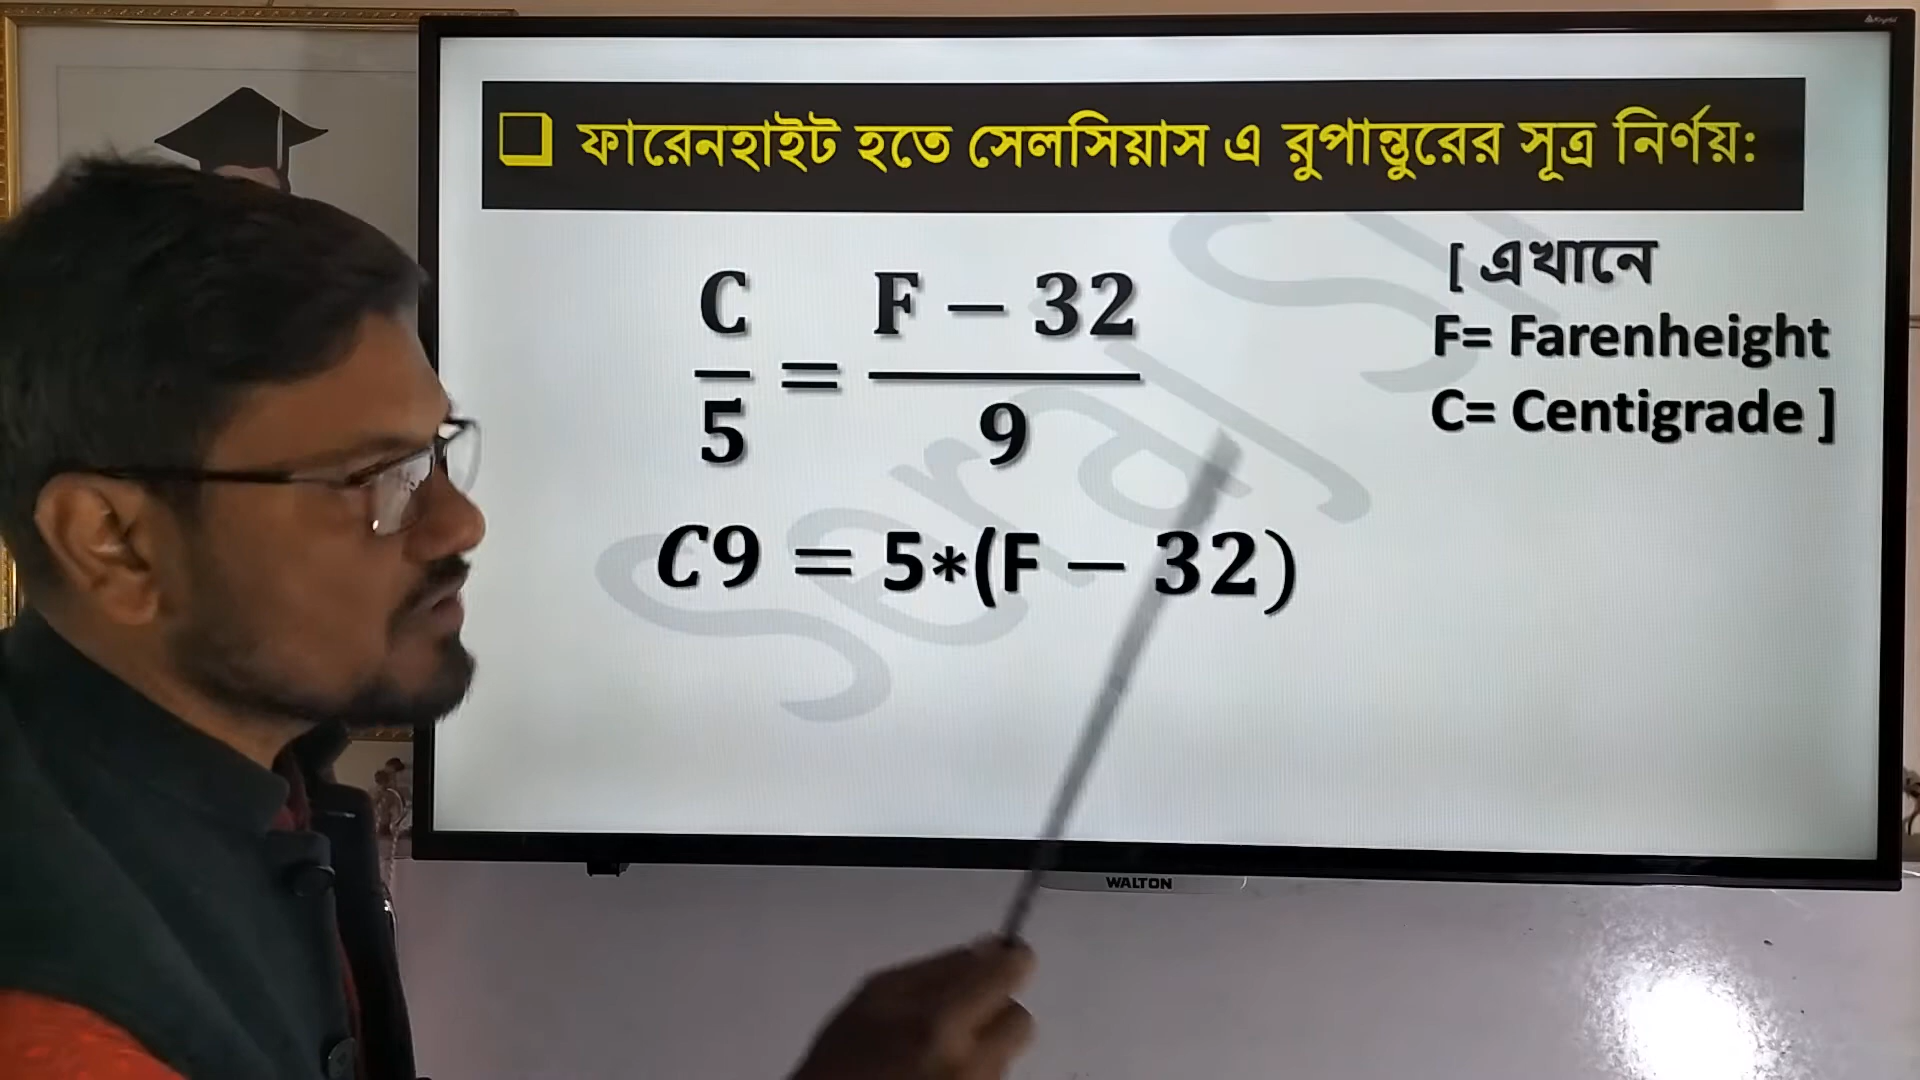 ❑ ফারেনহাইট হতে সেলসিয়াস এ রুপান্তুরের সূত্র নির্ণয়:
C/5 = F − 32/9
[ এখানে
F= Farenheight
C= Centigrade ]
C9 = 5*(F − 32)
WALTON